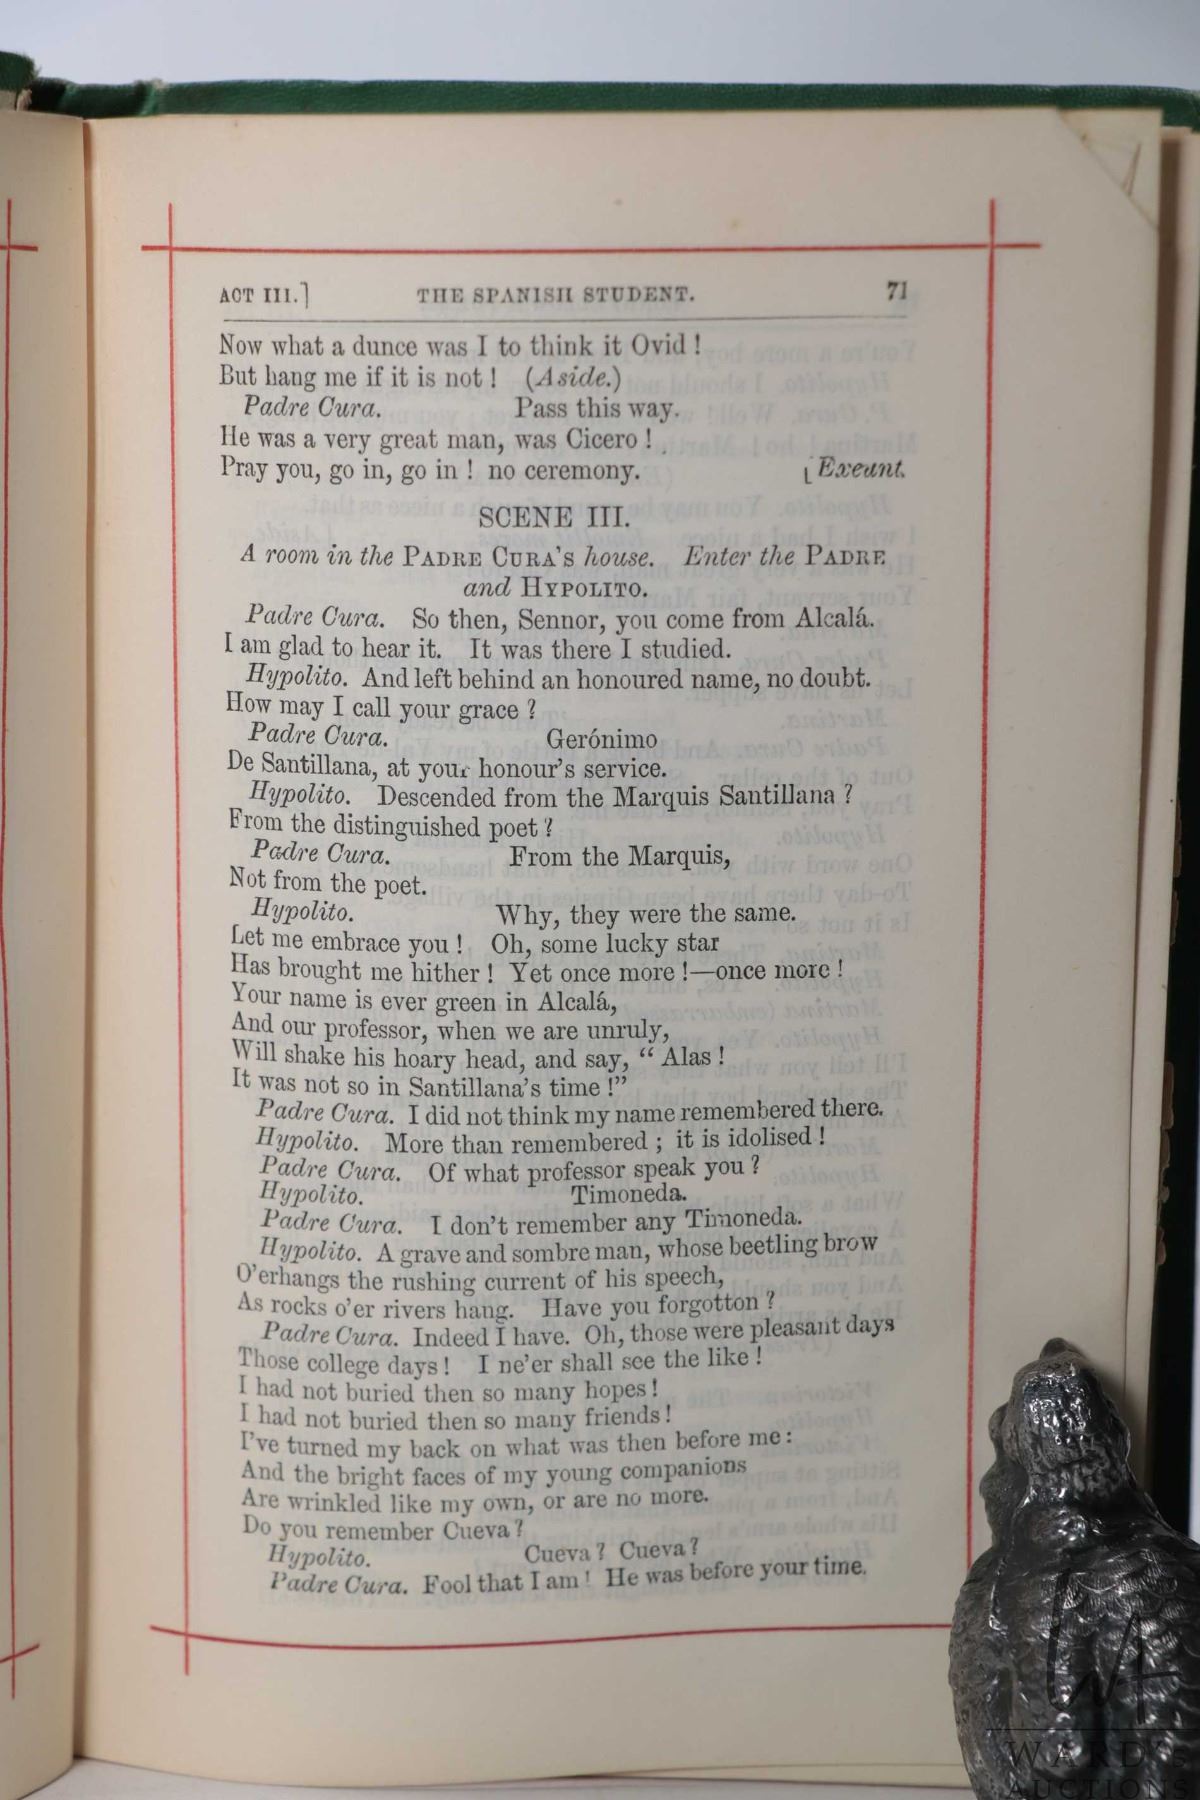 ACT III.] THE SPANISH STUDENT. 71
Now what a dunce was I to think it Ovid !
But hang me if it is not ! (Aside.)
Padre Cura. Pass this way.
He was a very great man, was Cicero !
Pray you, go in, go in ! no ceremony. [Exeunt.
SCENE III.
A room in the PADRE CURA'S house. Enter the PADRE
and HYPOLITO.
Padre Cura. So then, Sennor, you come from Alcalá.
I am glad to hear it. It was there I studied.
Hypolito. And left behind an honoured name, no doubt.
How may I call your grace ?
Padre Cura. Gerónimo
De Santillana, at your honour's service.
Hypolito. Descended from the Marquis Santillana ?
From the distinguished poet ?
Padre Cura. From the Marquis,
Not from the poet.
Hypolito. Why, they were the same.
Let me embrace you ! Oh, some lucky star
Has brought me hither ! Yet once more !—once more !
Your name is ever green in Alcalá,
And our professor, when we are unruly,
Will shake his hoary head, and say, “ Alas !
It was not so in Santillana's time !”
Padre Cura. I did not think my name remembered there.
Hypolito. More than remembered ; it is idolised !
Padre Cura. Of what professor speak you ?
Hypolito. Timoneda.
Padre Cura. I don't remember any Timoneda.
Hypolito. A grave and sombre man, whose beetling brow
O'erhangs the rushing current of his speech,
As rocks o'er rivers hang. Have you forgotton ?
Padre Cura. Indeed I have. Oh, those were pleasant days
Those college days ! I ne'er shall see the like !
I had not buried then so many hopes !
I had not buried then so many friends !
I've turned my back on what was then before me :
And the bright faces of my young companions
Are wrinkled like my own, or are no more.
Do you remember Cueva ?
Hypolito. Cueva ? Cueva ?
Padre Cura. Fool that I am ! He was before your time.
WA
WARD'S
AUCTIONS